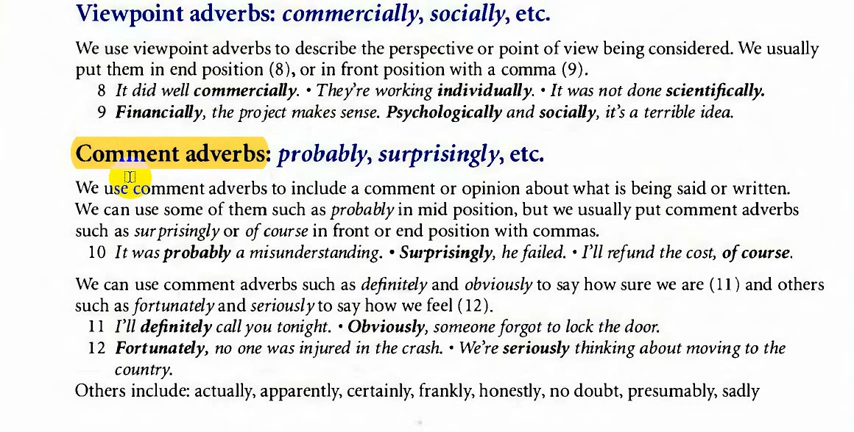 Viewpoint adverbs: commercially, socially, etc.
We use viewpoint adverbs to describe the perspective or point of view being considered. We usually
put them in end position (8), or in front position with a comma (9).
8 It did well commercially. • They're working individually. • It was not done scientifically.
9 Financially, the project makes sense. Psychologically and socially, it's a terrible idea.
Comment adverbs: probably, surprisingly, etc.
We use comment adverbs to include a comment or opinion about what is being said or written.
We can use some of them such as probably in mid position, but we usually put comment adverbs
such as surprisingly or of course in front or end position with commas.
10 It was probably a misunderstanding. • Surprisingly, he failed. • I'll refund the cost, of course.
We can use comment adverbs such as definitely and obviously to say how sure we are (11) and others
such as fortunately and seriously to say how we feel (12).
11 I'll definitely call you tonight. • Obviously, someone forgot to lock the door.
12 Fortunately, no one was injured in the crash. • We're seriously thinking about moving to the
country.
Others include: actually, apparently, certainly, frankly, honestly, no doubt, presumably, sadly